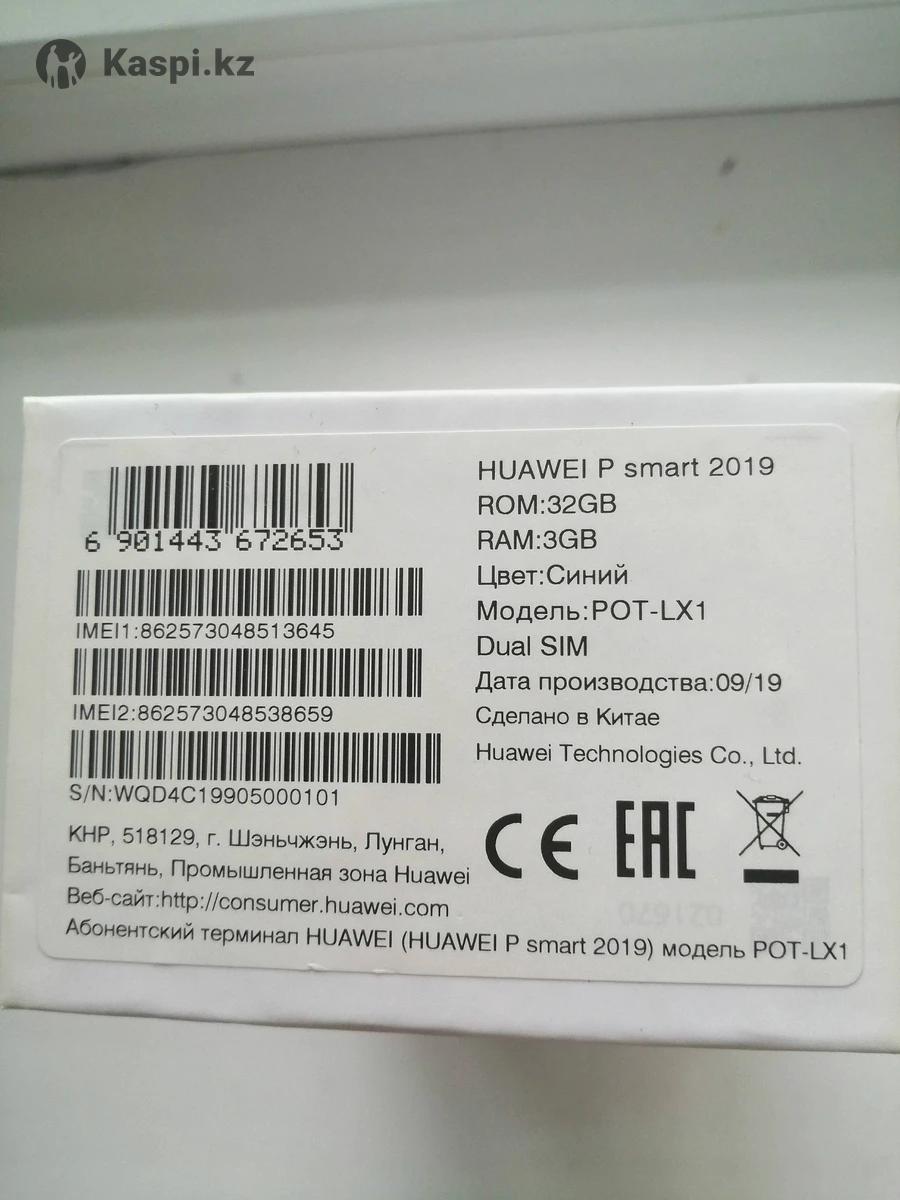 Kaspi.kz
6 901443 672653
IMEI1:862573048513645
IMEI2:862573048538659
S/N:WQD4C19905000101
HUAWEI P smart 2019
ROM:32GB
RAM:3GB
Цвет:Синий
Модель:POT-LX1
Dual SIM
Дата производства:09/19
Сделано в Китае
Huawei Technologies Co., Ltd.
КНР, 518129, г. Шэньчжэнь, Лунган,
Баньтянь, Промышленная зона Huawei
Веб-сайт:http://consumer.huawei.com
CE EAC
Абонентский терминал HUAWEI (HUAWEI P smart 2019) модель POT-LX1